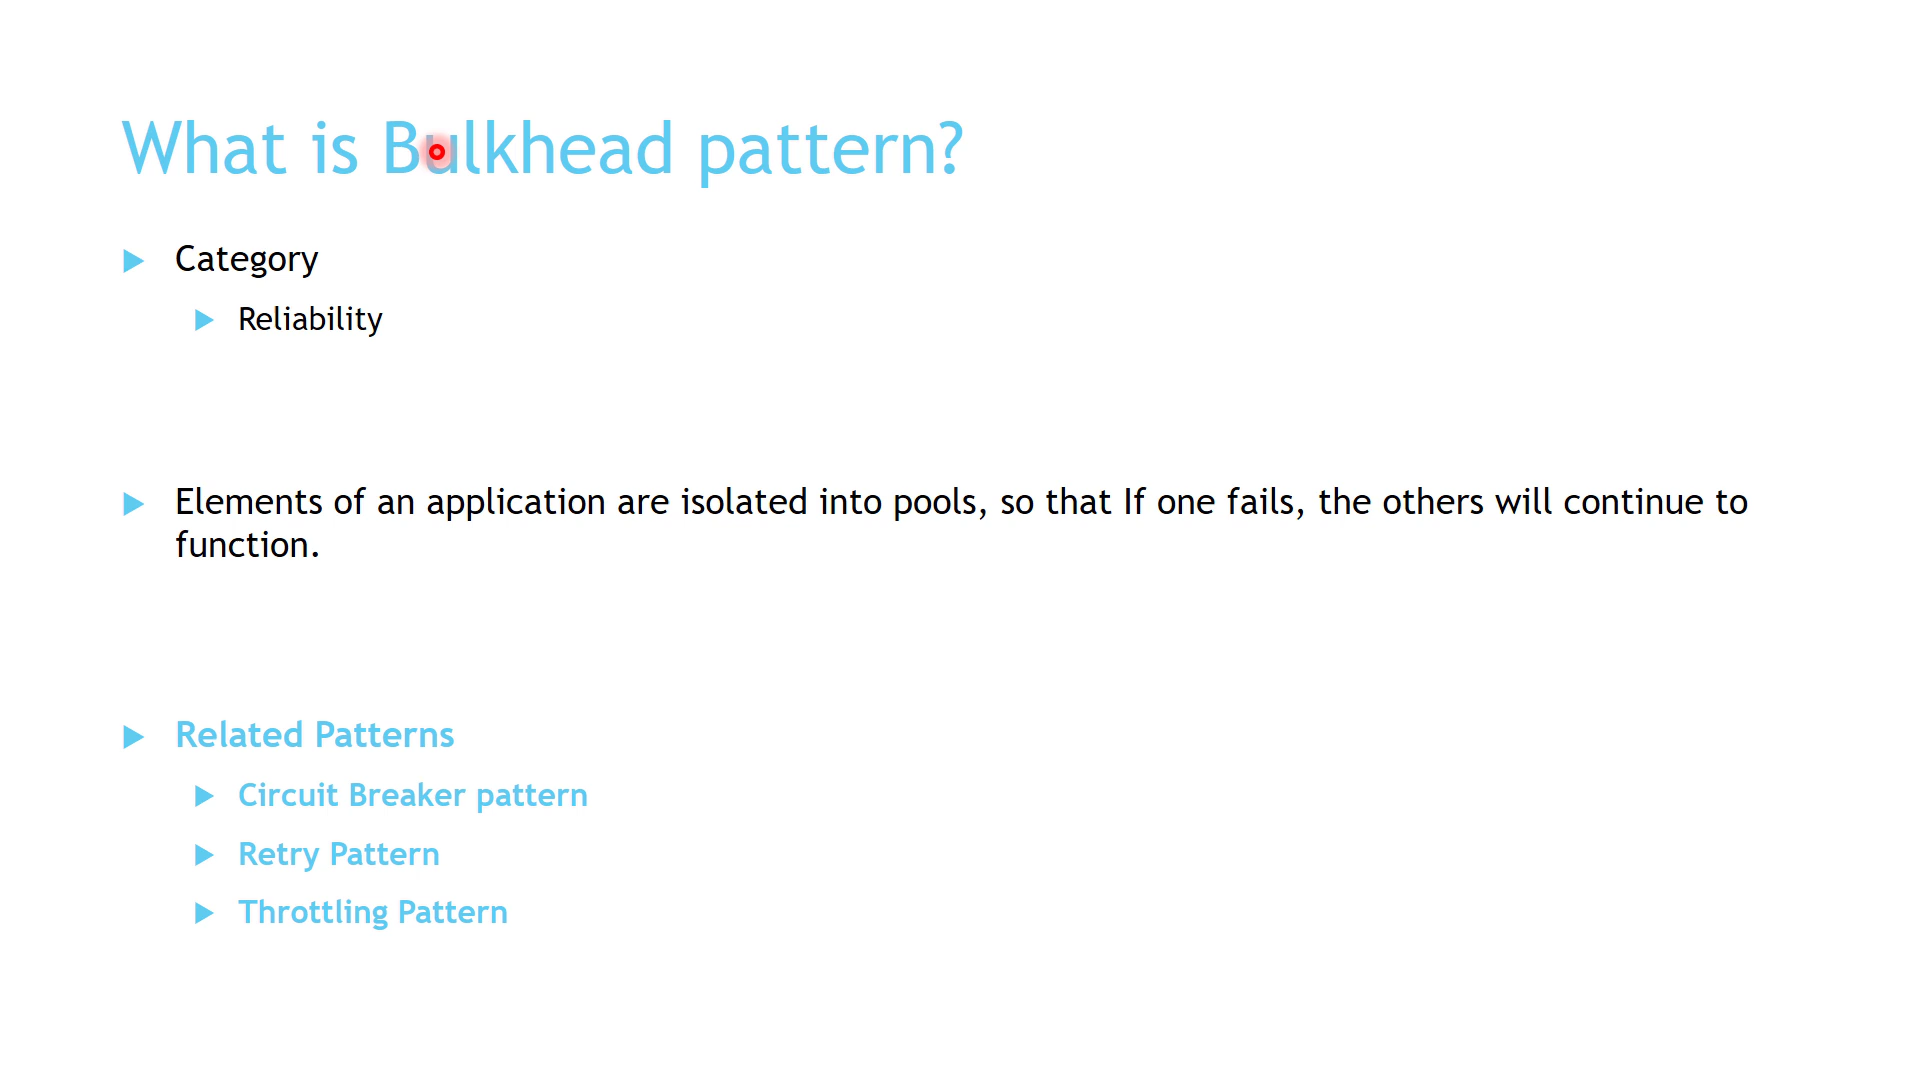 What is Bulkhead pattern?
Category
Reliability
Elements of an application are isolated into pools, so that If one fails, the others will continue to
function.
Related Patterns
Circuit Breaker pattern
Retry Pattern
Throttling Pattern